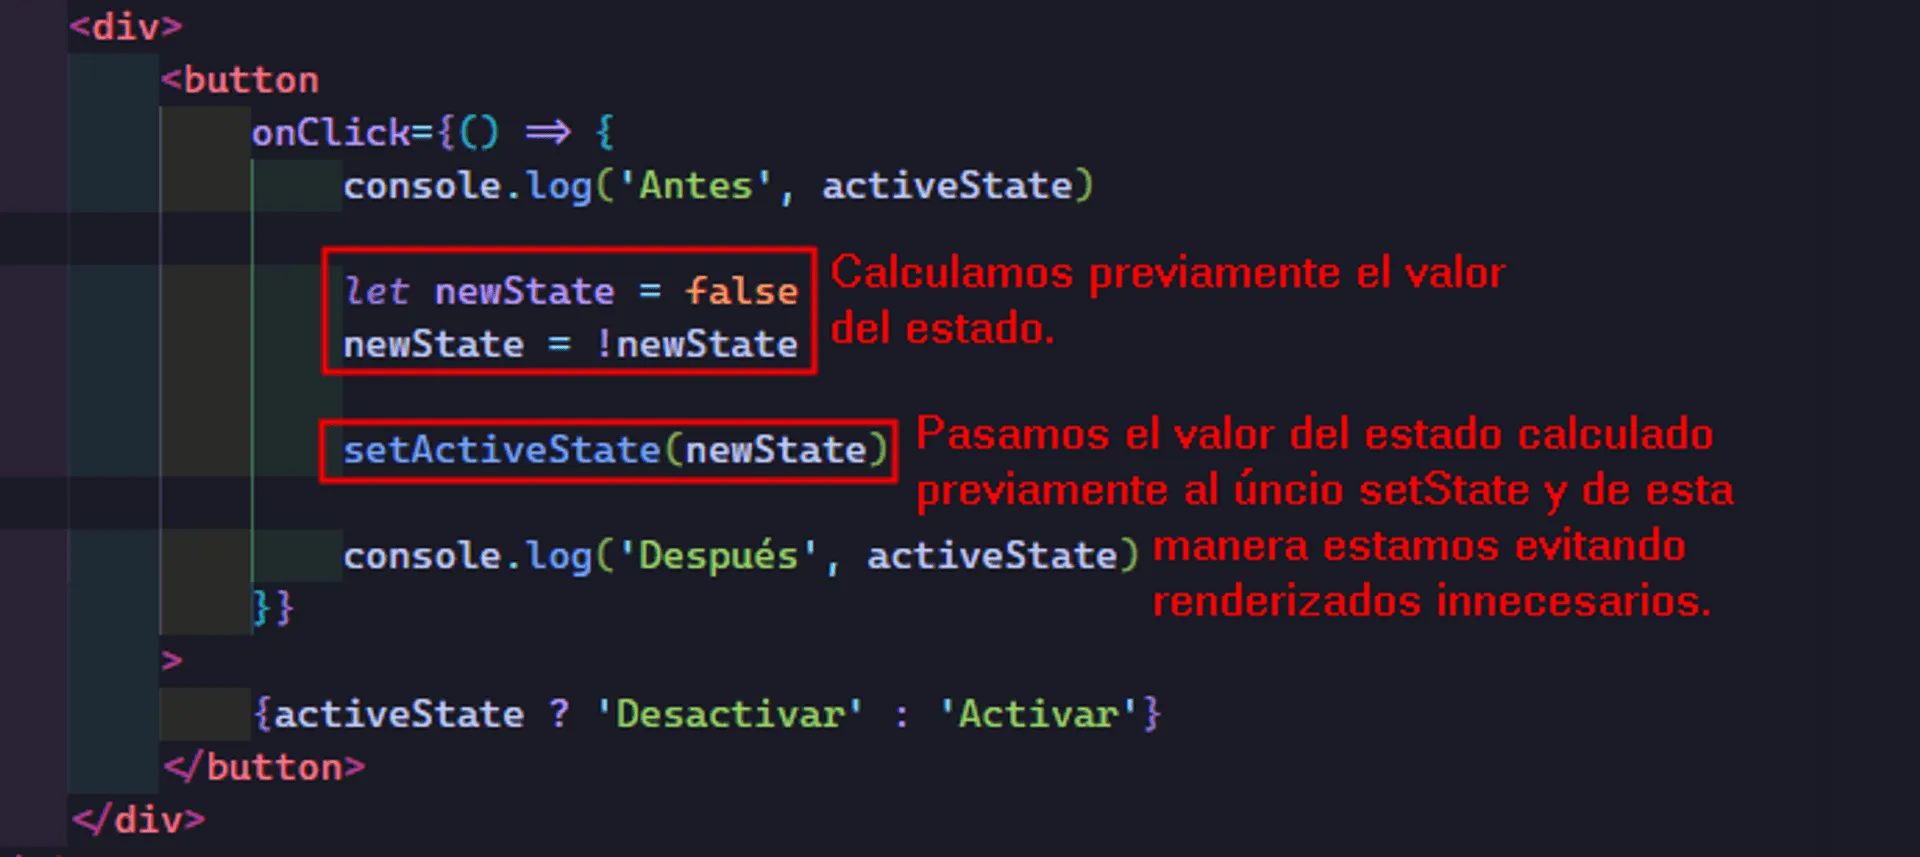 <div>
<button
onClick={() => {
console.log('Antes', activeState)
let newState = false
newState = !newState
Calculamos previamente el valor
del estado.
setActiveState(newState)
Pasamos el valor del estado calculado
previamente al úncio setState y de esta
manera estamos evitando
renderizados innecesarios.
console.log('Después', activeState)
}}
>
{activeState ? 'Desactivar' : 'Activar'}
</button>
</div>